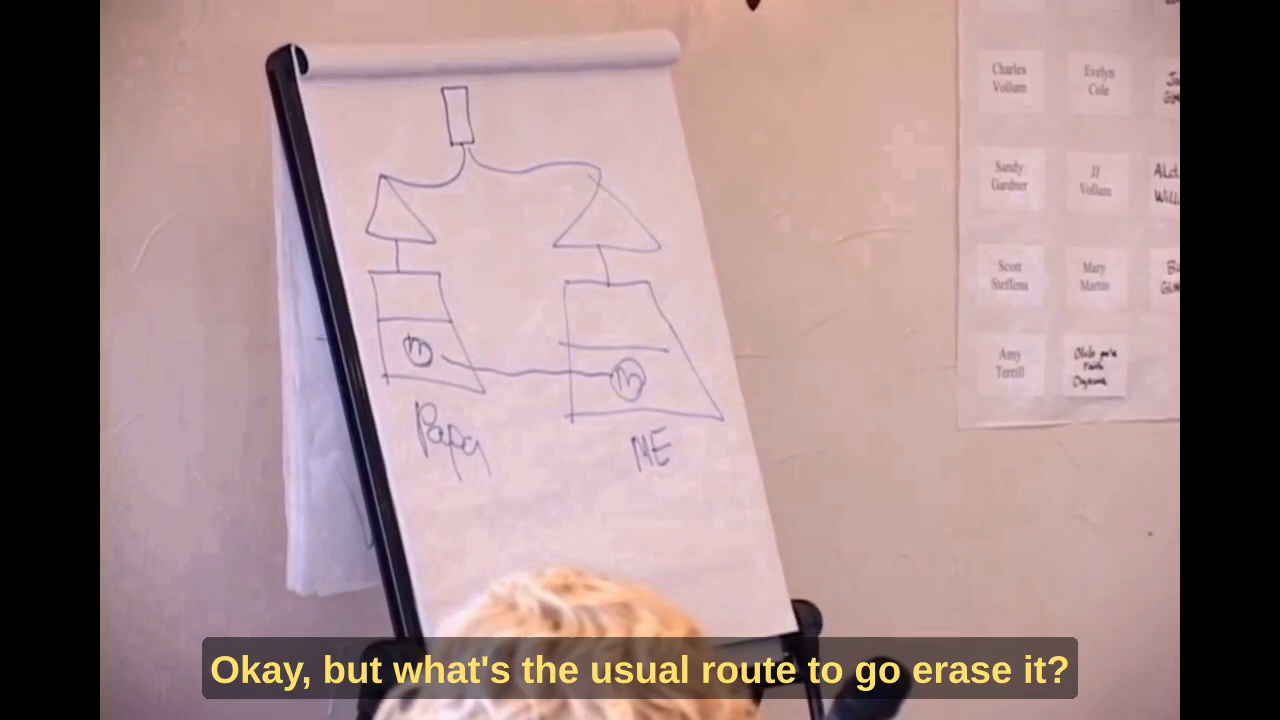 Charles
Vollum
Evelyn
Cole
Sandy
Gardner
JJ
Vollum
Scott
Steffens
Mary
Martin
Amy
Terrill
m
m
Papa
ME
Okay, but what's the usual route to go erase it?